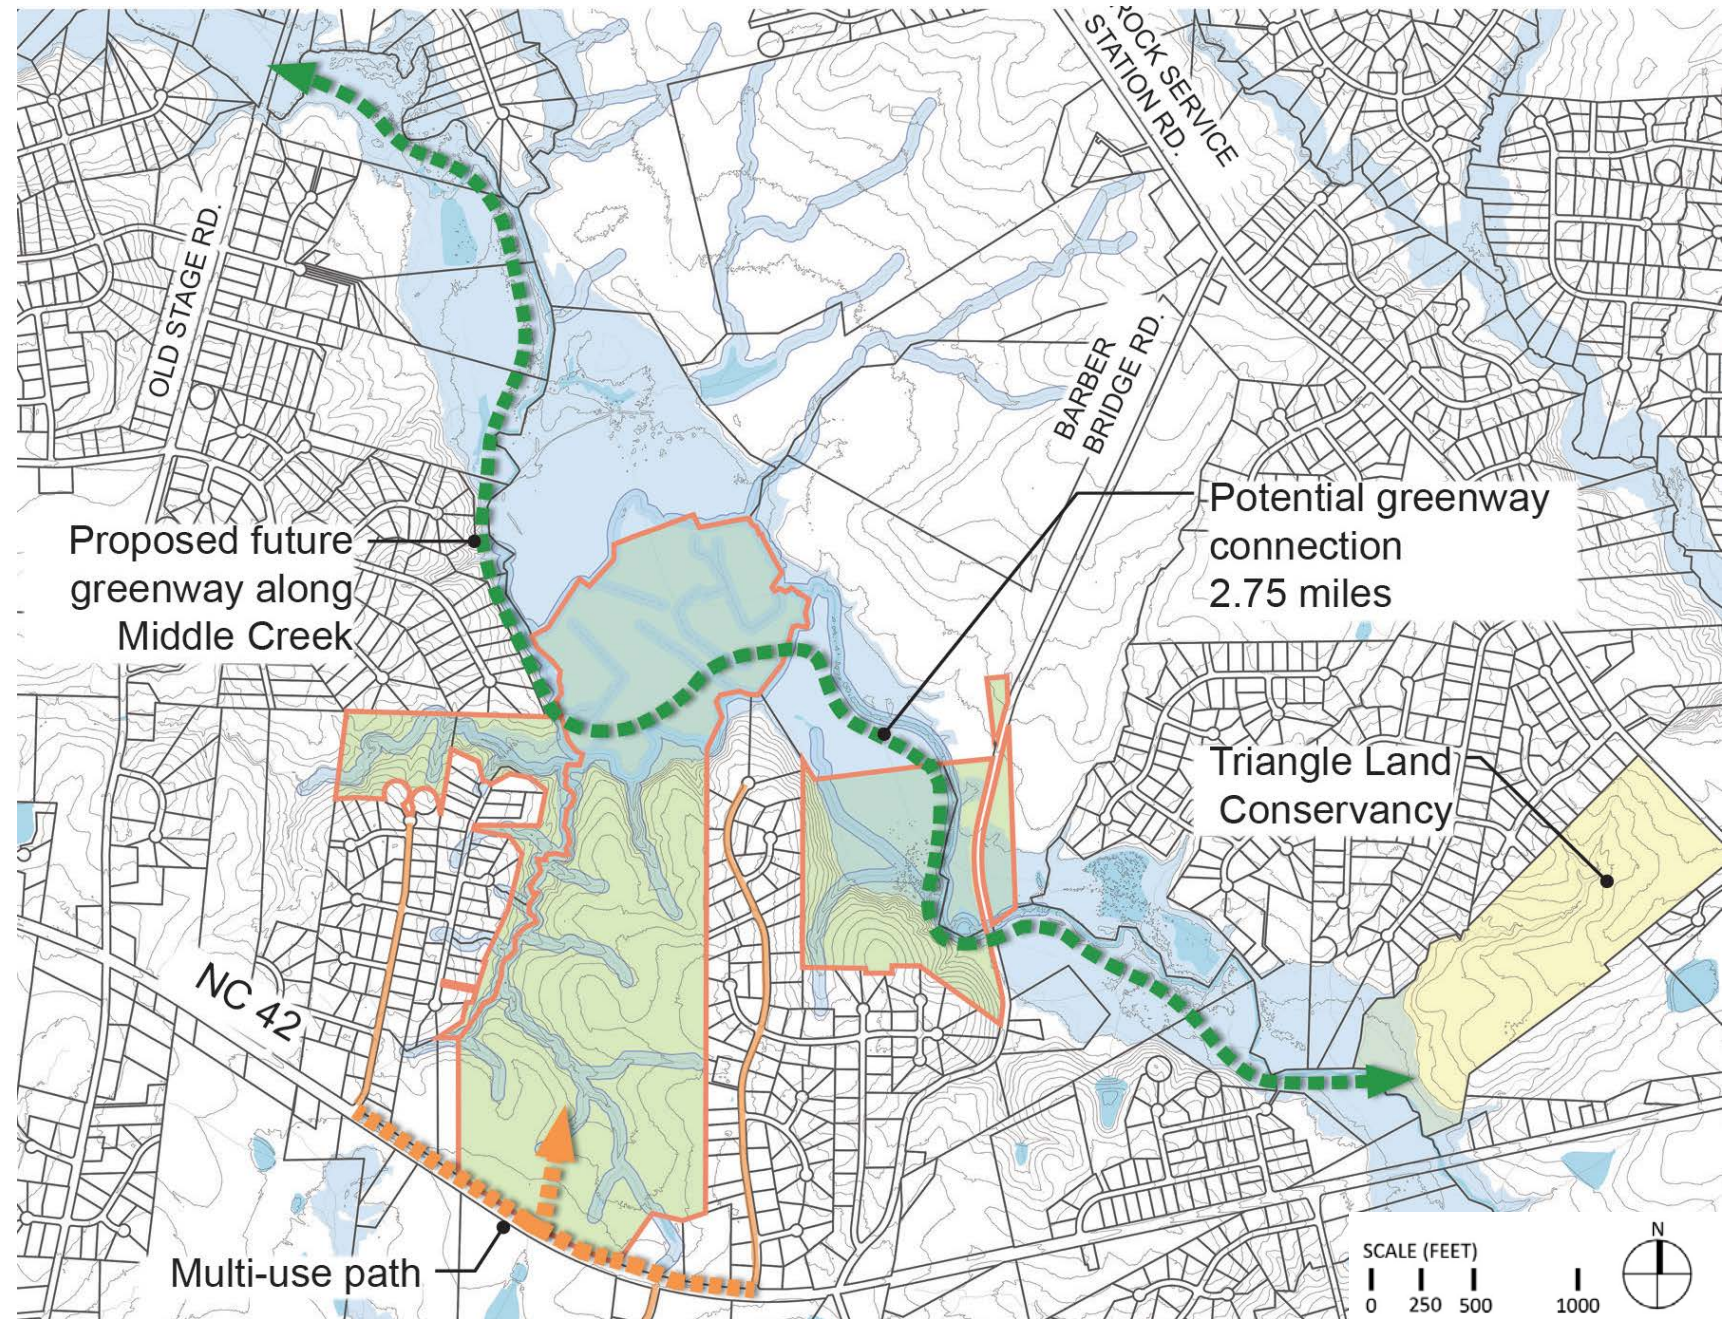 ROCK SERVICE
STATION RD.
OLD STAGE RD.
BARBER
BRIDGE RD.
Potential greenway
connection
2.75 miles
Proposed future
greenway along
Middle Creek
Triangle Land
Conservancy
NC 42
Multi-use path
N
SCALE (FEET)
0 250 500 1000